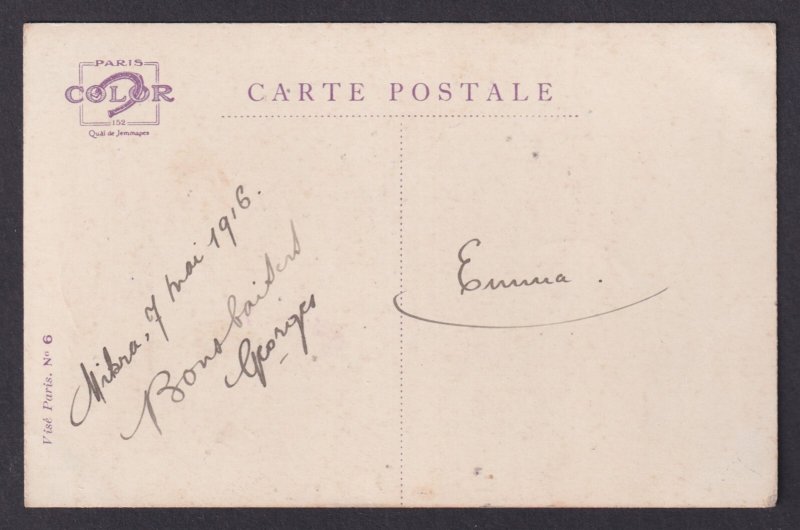 PARIS
COLOR
152
Quai de Jemmapes
CARTE POSTALE
Mikra, 7 mai 1916.
Bons baisers
Georges
Emma.
Visé Paris. No 6